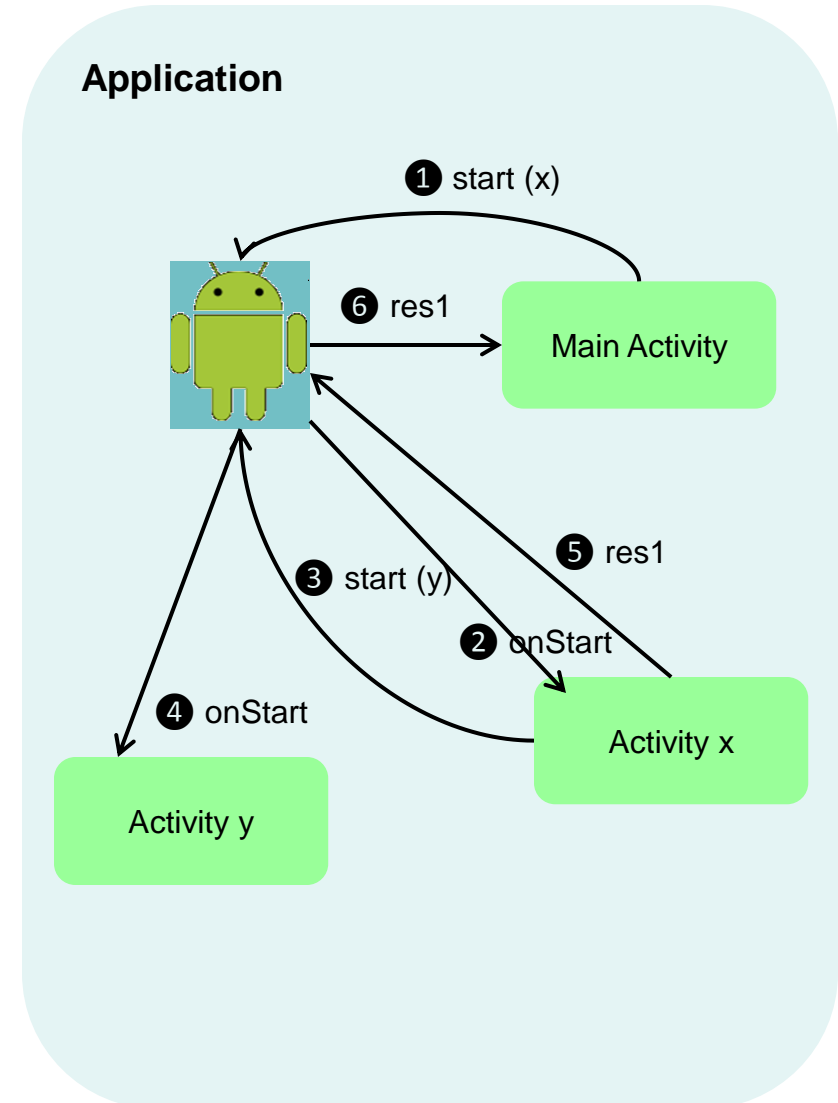 Application
❶ start (x)
❻ res1
Main Activity
❺ res1
❸ start (y)
❷ onStart
❹ onStart
Activity x
Activity y